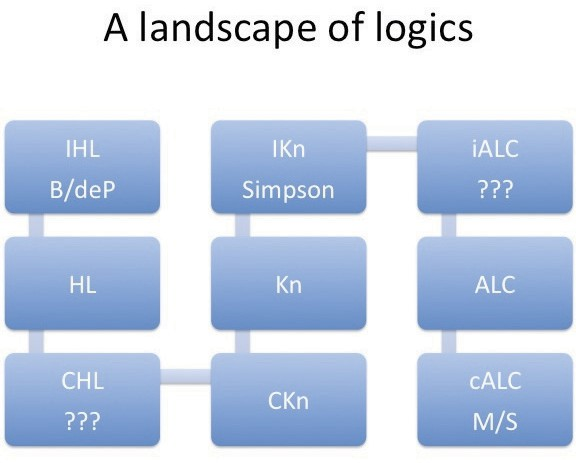 A landscape of logics
IHL
B/deP
IKn
Simpson
iALC
???
HL
Kn
ALC
CHL
???
CKn
cALC
M/S